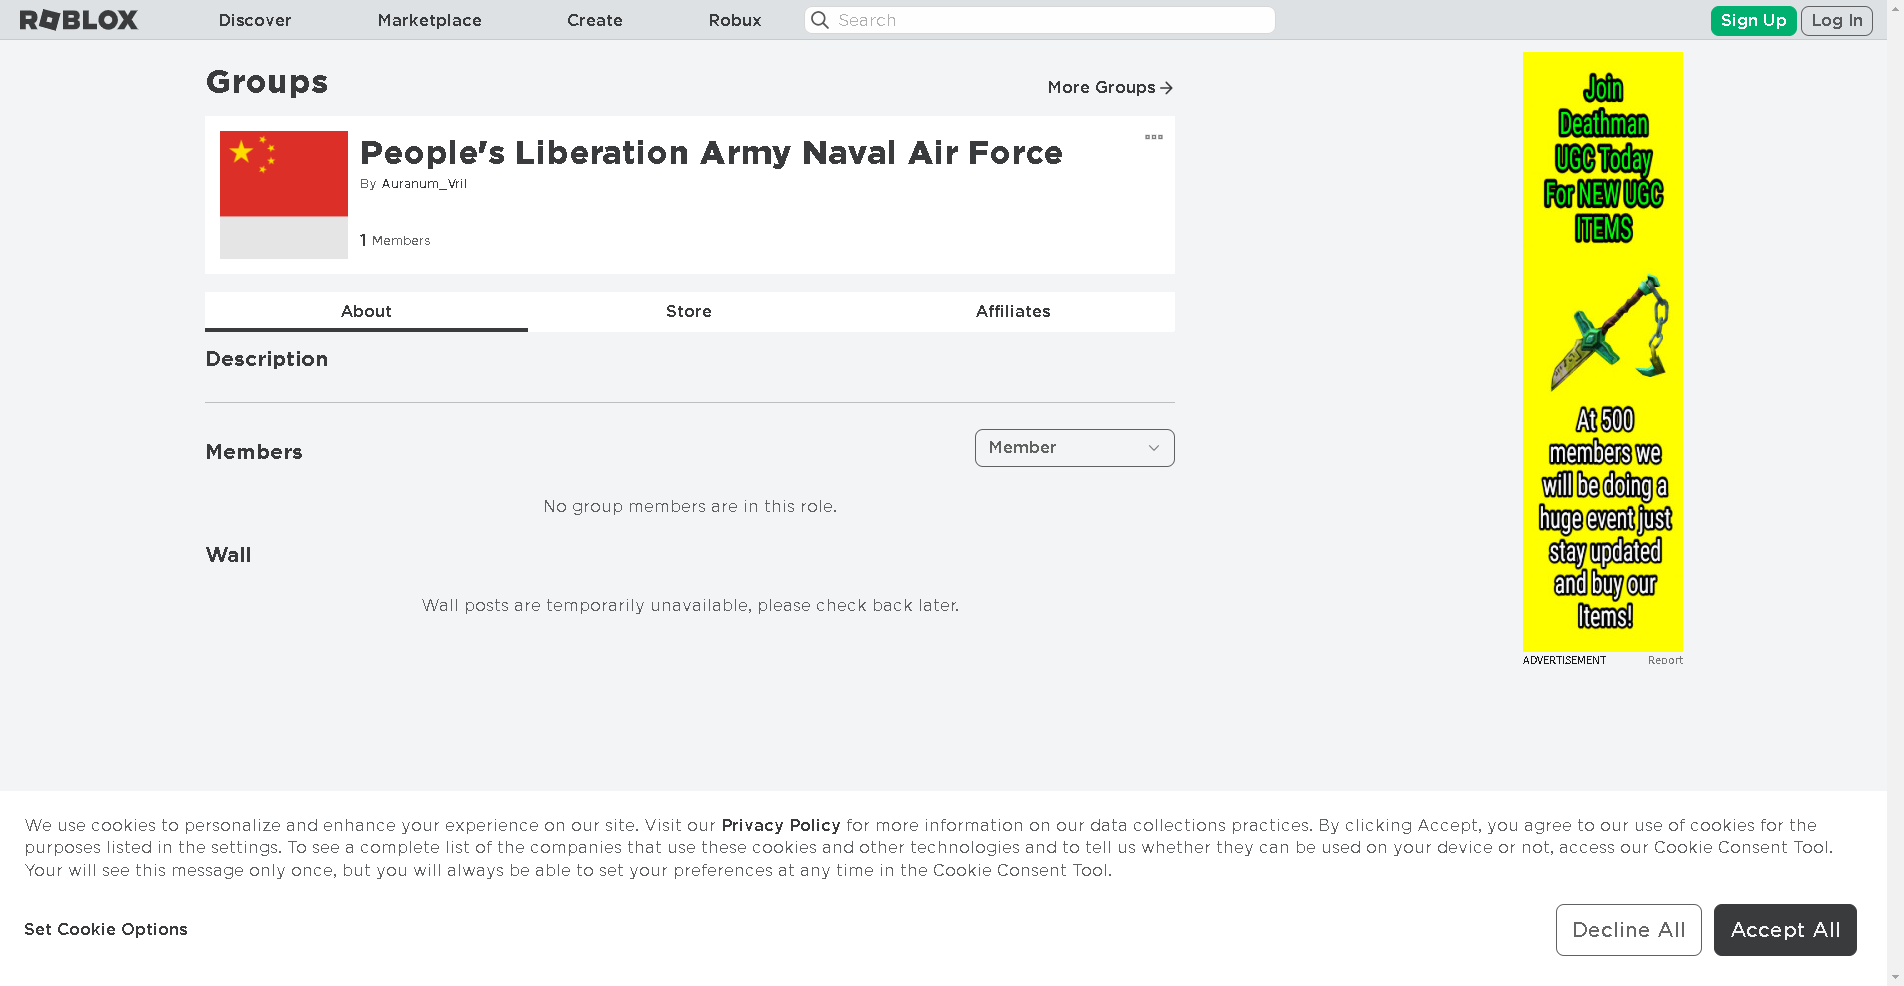 ROBLOX Discover Marketplace Create Robux Search Sign Up Log In
Groups
More Groups
People's Liberation Army Naval Air Force
By Auranum_Vril
1 Members
About Store Affiliates
Description
Members
Member
No group members are in this role.
Wall
Wall posts are temporarily unavailable, please check back later.
Join
Deathman
UGC Today
For NEW UGC
ITEMS
At 500
members we
will be doing a
huge event just
stay updated
and buy our
Items!
ADVERTISEMENT Report
We use cookies to personalize and enhance your experience on our site. Visit our Privacy Policy for more information on our data collections practices. By clicking Accept, you agree to our use of cookies for the
purposes listed in the settings. To see a complete list of the companies that use these cookies and other technologies and to tell us whether they can be used on your device or not, access our Cookie Consent Tool.
Your will see this message only once, but you will always be able to set your preferences at any time in the Cookie Consent Tool.
Set Cookie Options
Decline All Accept All